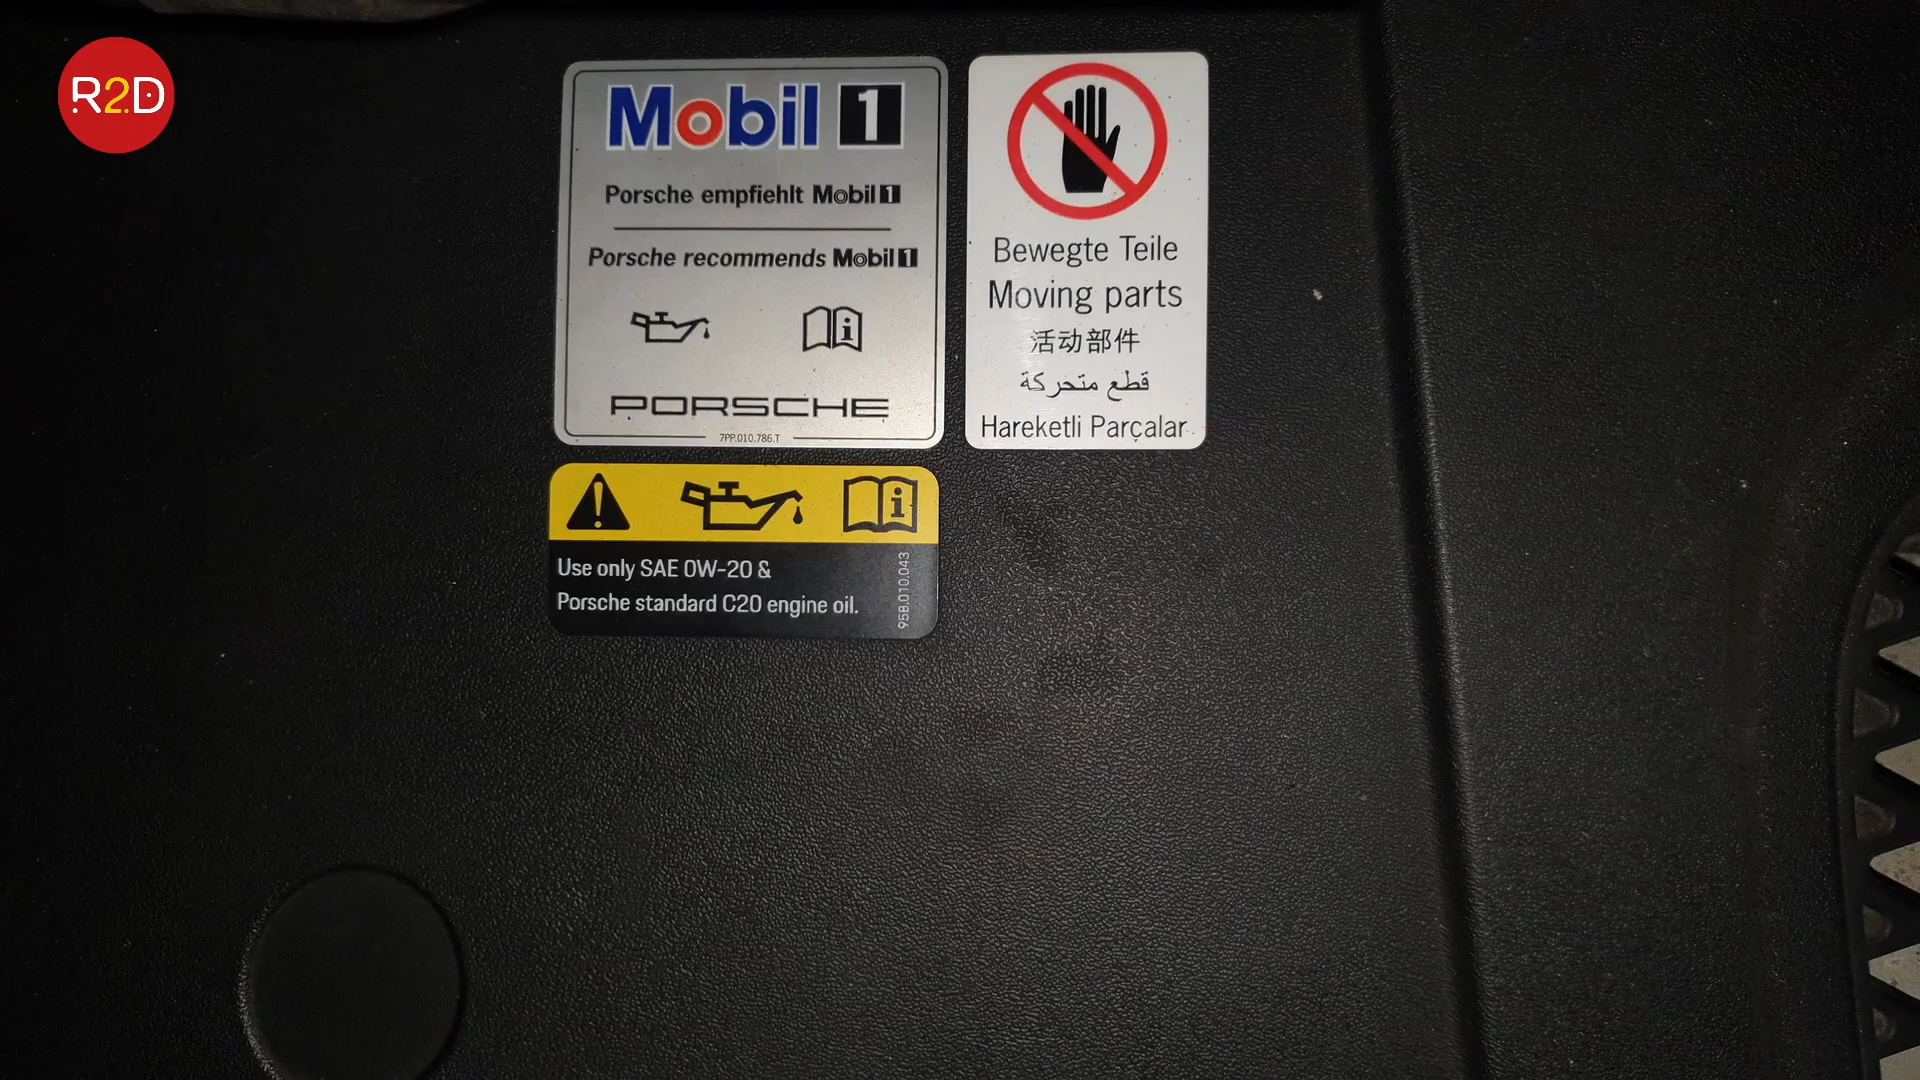 R2D
Mobil 1
Porsche empfiehlt Mobil 1
Porsche recommends Mobil 1
PORSCHE
7PP.010.786.T
Bewegte Teile
Moving parts
活动部件
قطع متحركة
Hareketli Parçalar
Use only SAE 0W-20 &
Porsche standard C20 engine oil.
95B.010.043